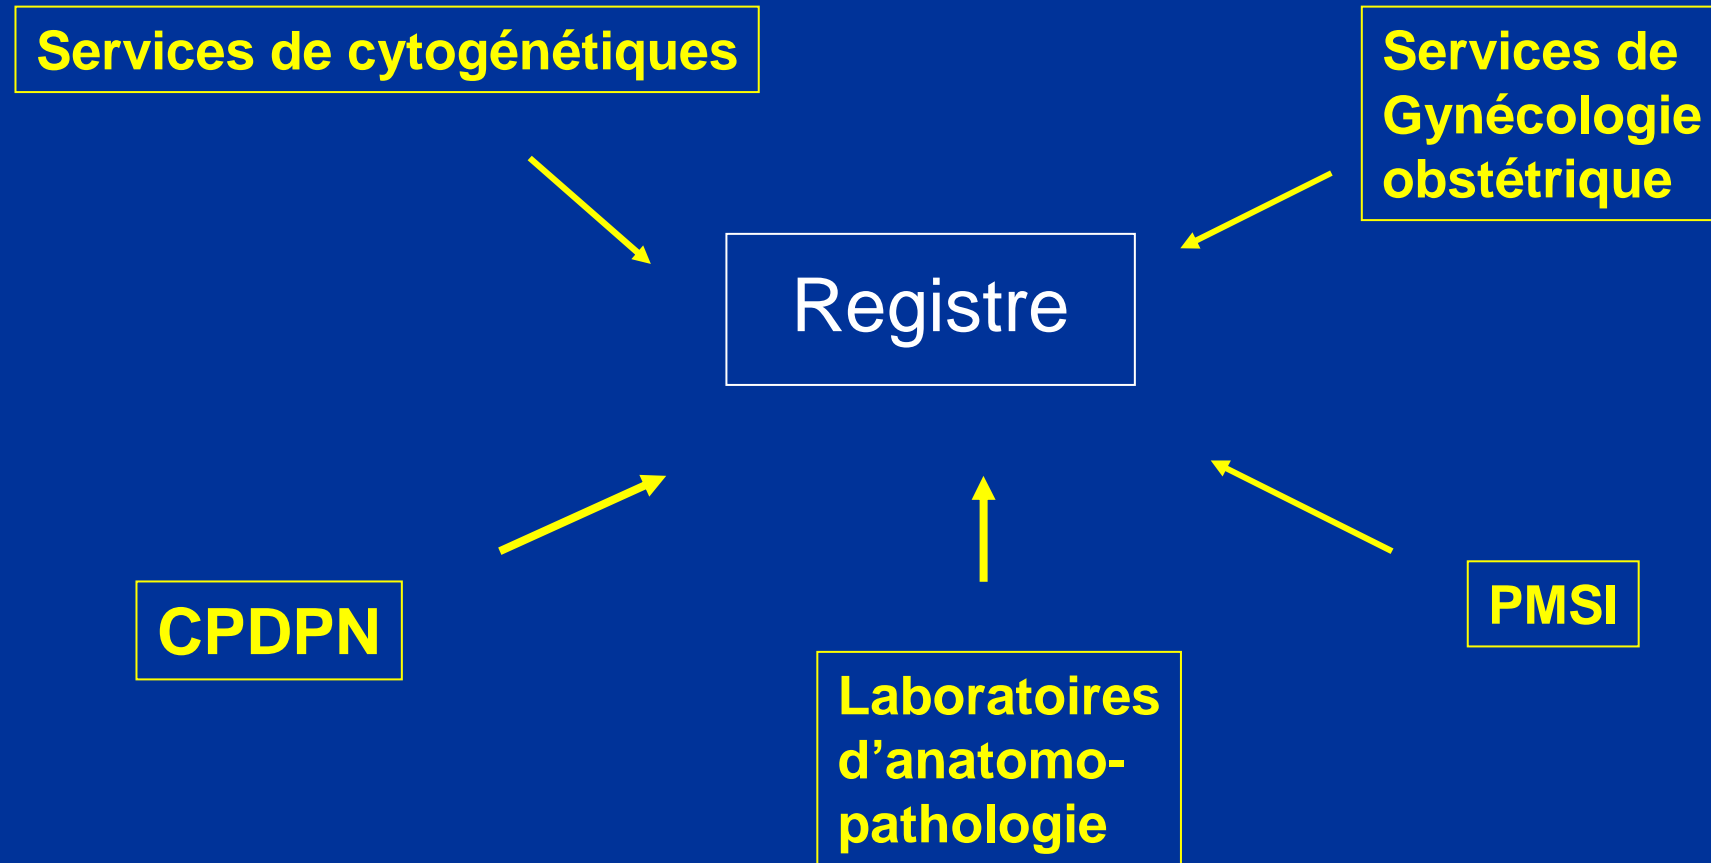 Services de cytogénétiques
Services de
Gynécologie
obstétrique
Registre
CPDPN
PMSI
Laboratoires
d’anatomo-
pathologie